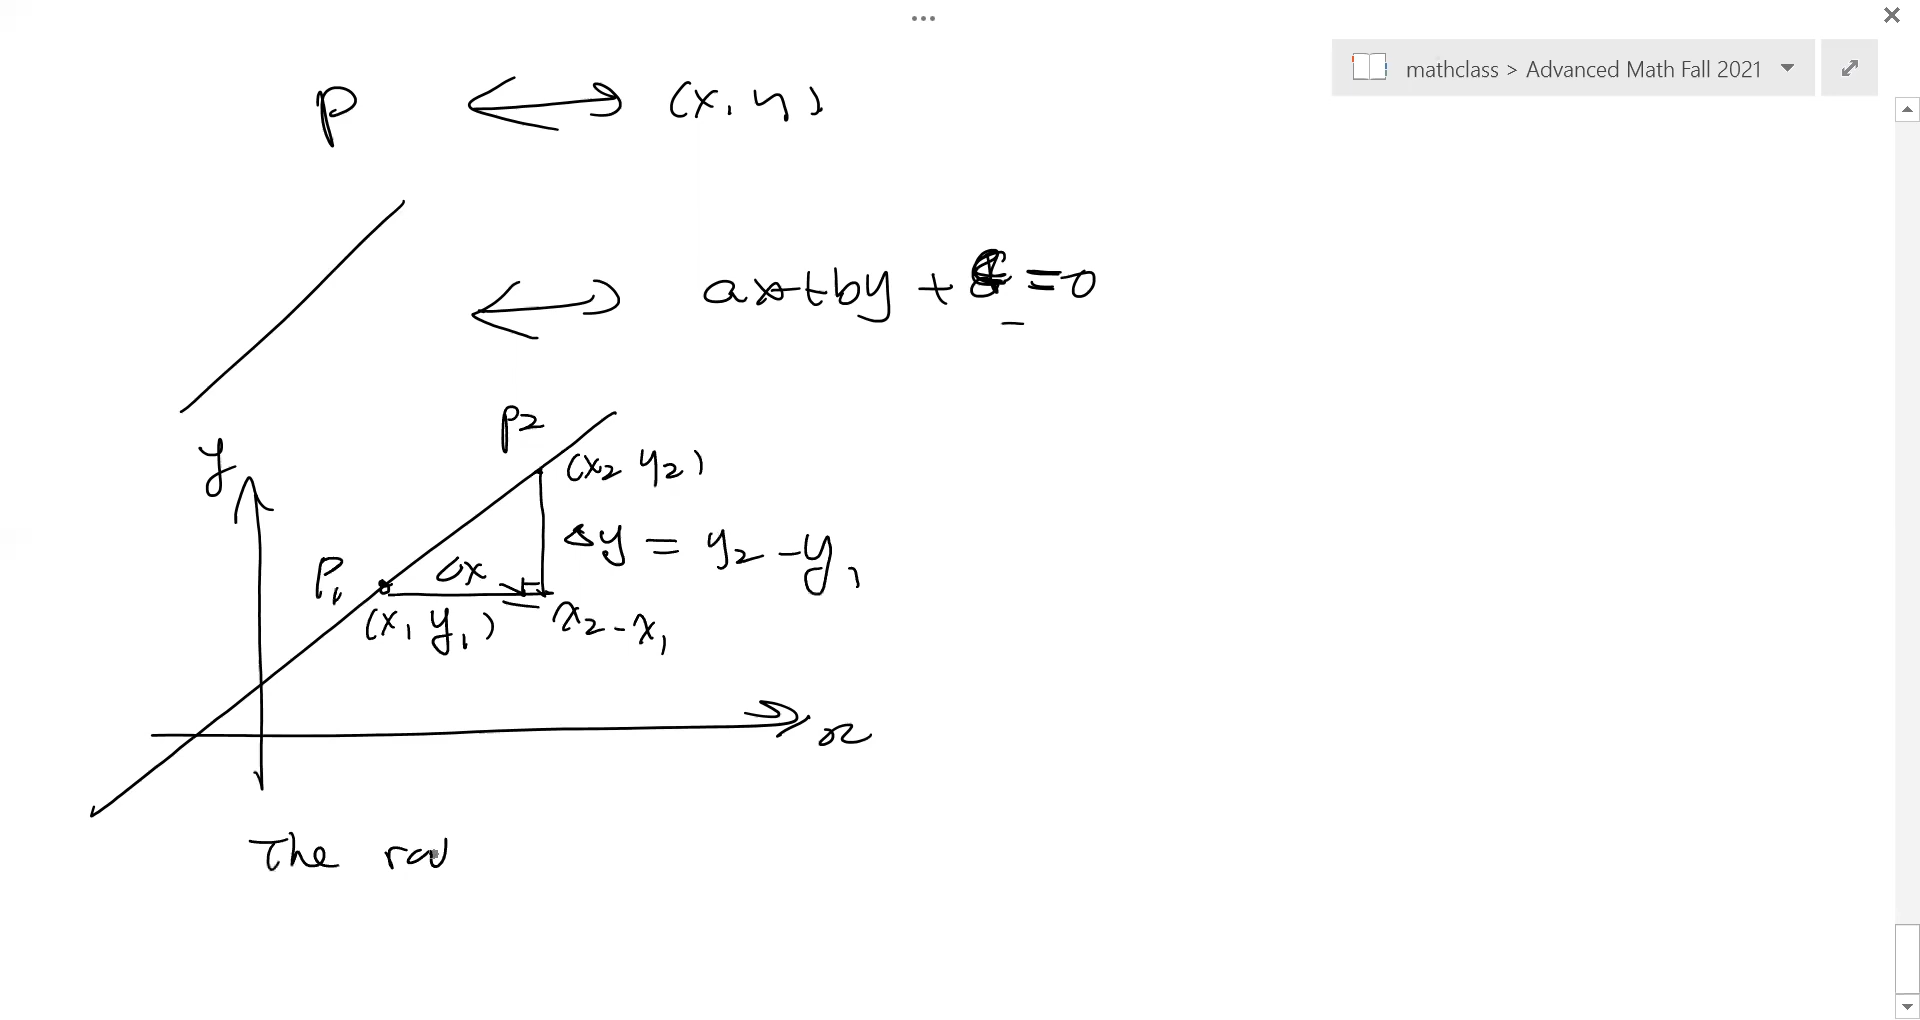 ...
mathclass > Advanced Math Fall 2021
P ⟷ (x, y)
⟷ ax+by + c = 0
P2
y
(x2 y2)
Δy = y2 - y1
P1
Δx
(x1 y1)
x2 - x1
x
The